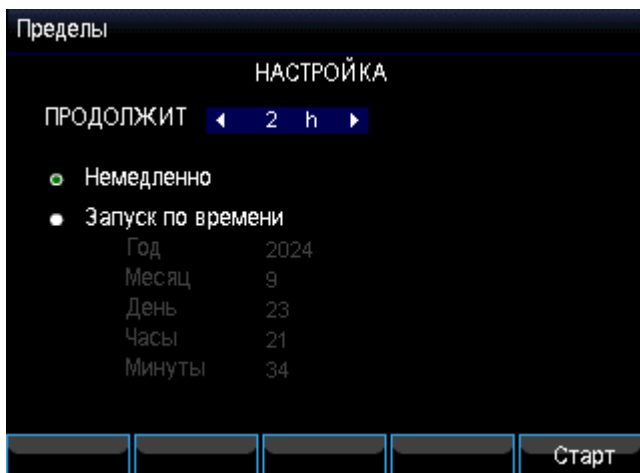 Пределы
НАСТРОЙКА
ПРОДОЛЖИТ 2 h
Немедленно
Запуск по времени
Год 2024
Месяц 9
День 23
Часы 21
Минуты 34
Старт